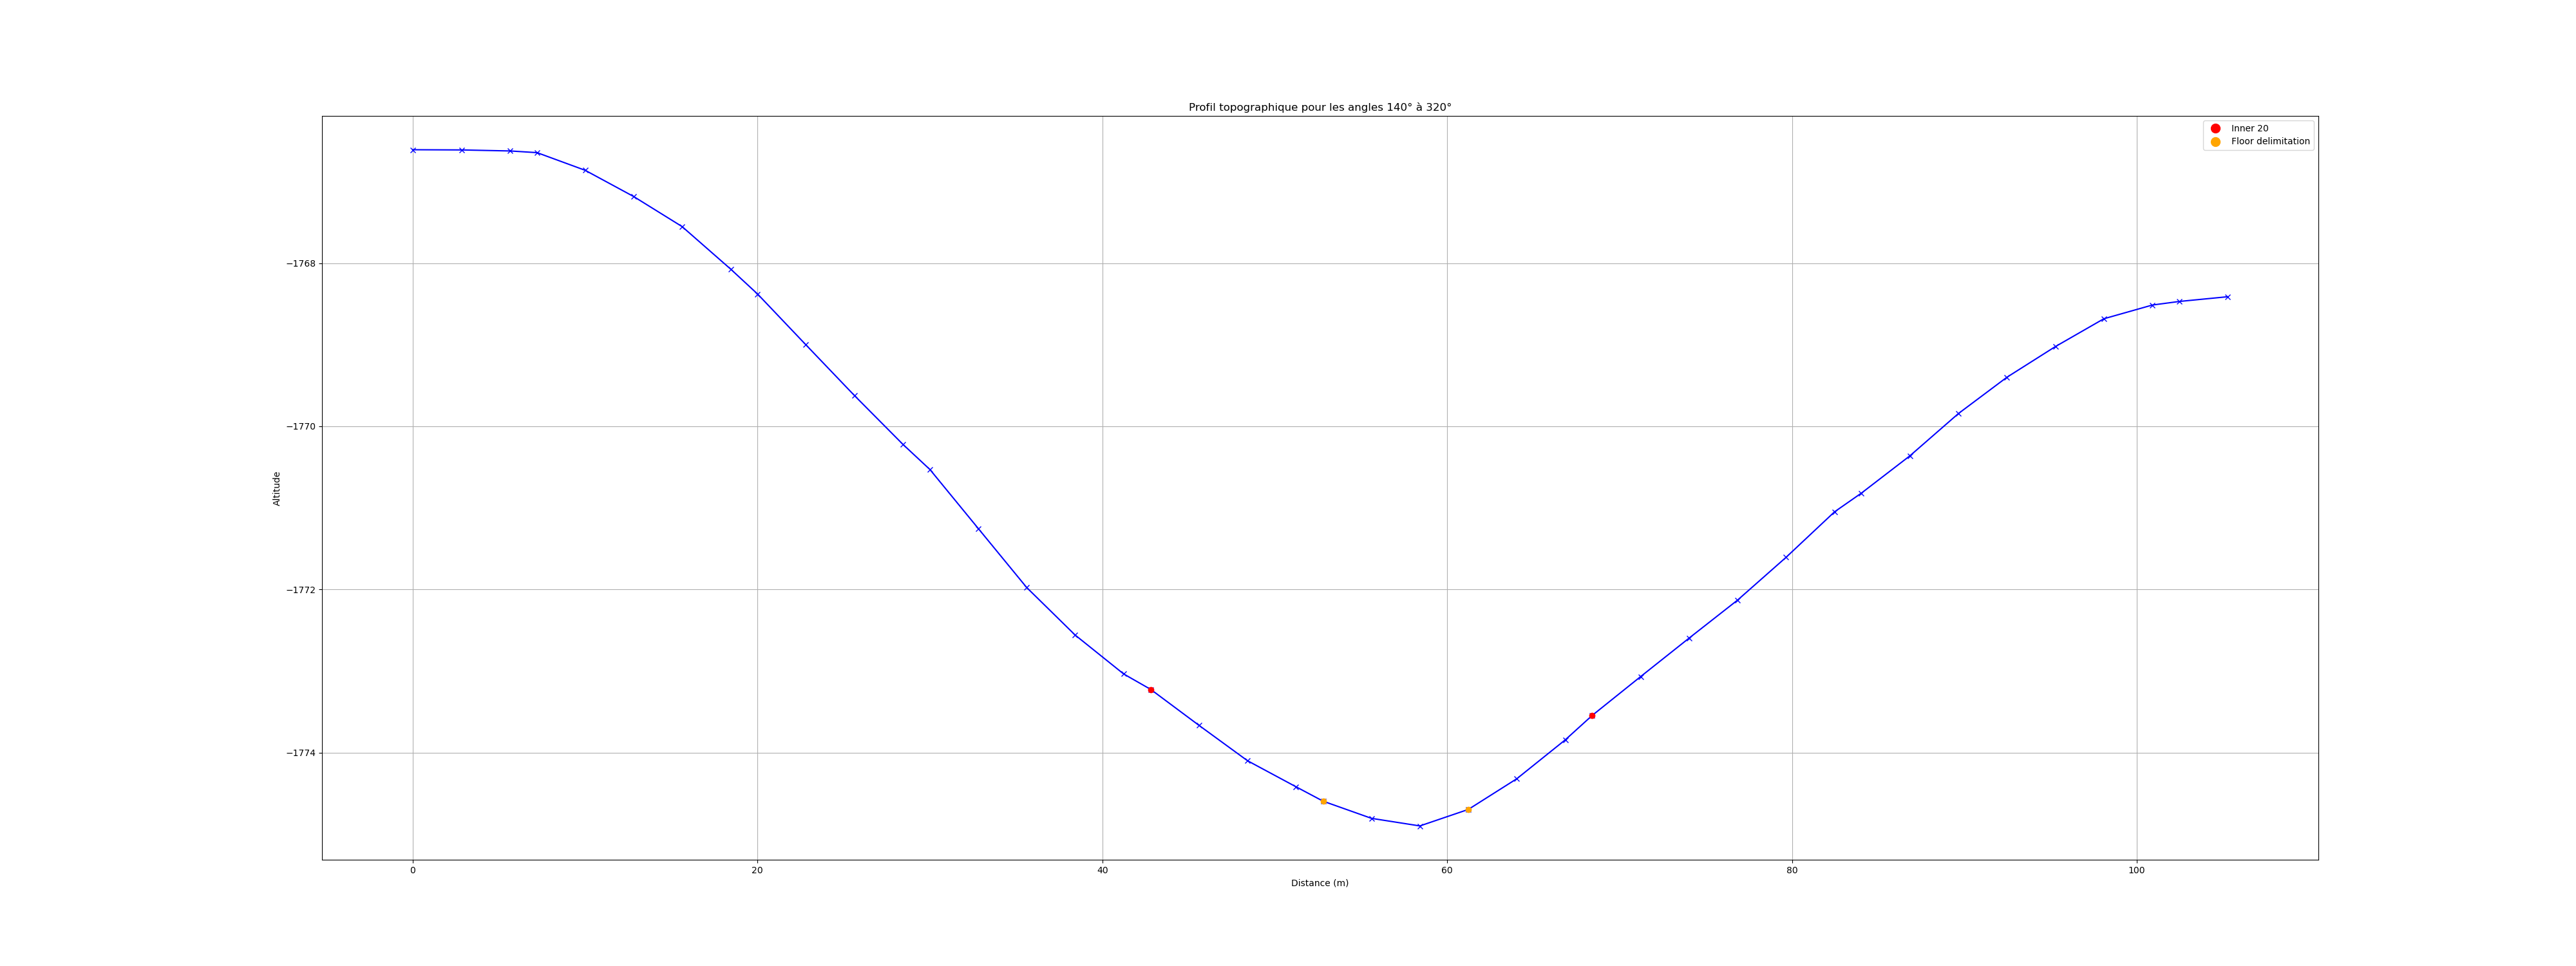 Profil topographique pour les angles 140° à 320°
Inner 20
Floor delimitation
−1768
−1770
−1772
−1774
Altitude
0 20 40 60 80 100
Distance (m)